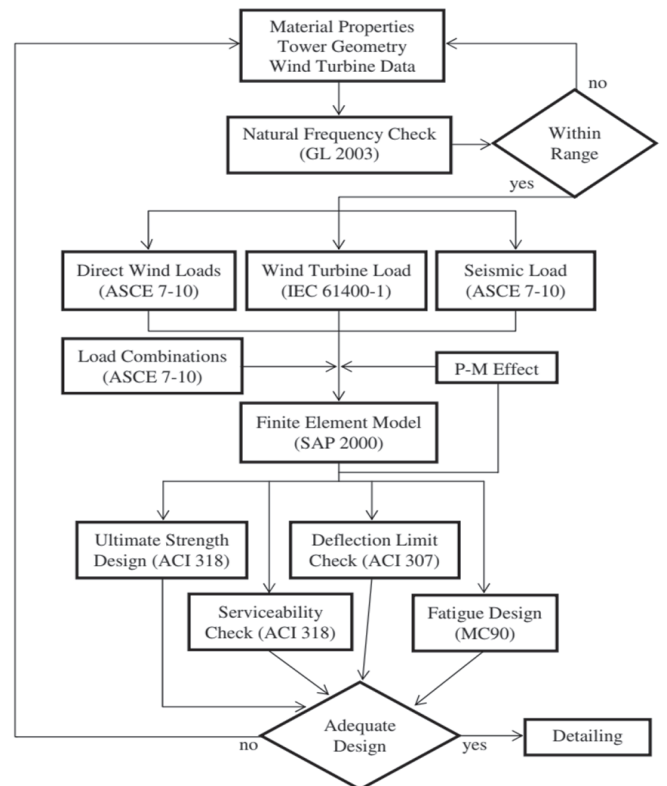 Material Properties
Tower Geometry
Wind Turbine Data
no
Natural Frequency Check
(GL 2003)
Within
Range
yes
Direct Wind Loads
(ASCE 7-10)
Wind Turbine Load
(IEC 61400-1)
Seismic Load
(ASCE 7-10)
Load Combinations
(ASCE 7-10)
P-M Effect
Finite Element Model
(SAP 2000)
Ultimate Strength
Design (ACI 318)
Deflection Limit
Check (ACI 307)
Serviceability
Check (ACI 318)
Fatigue Design
(MC90)
Adequate
Design
no
yes
Detailing